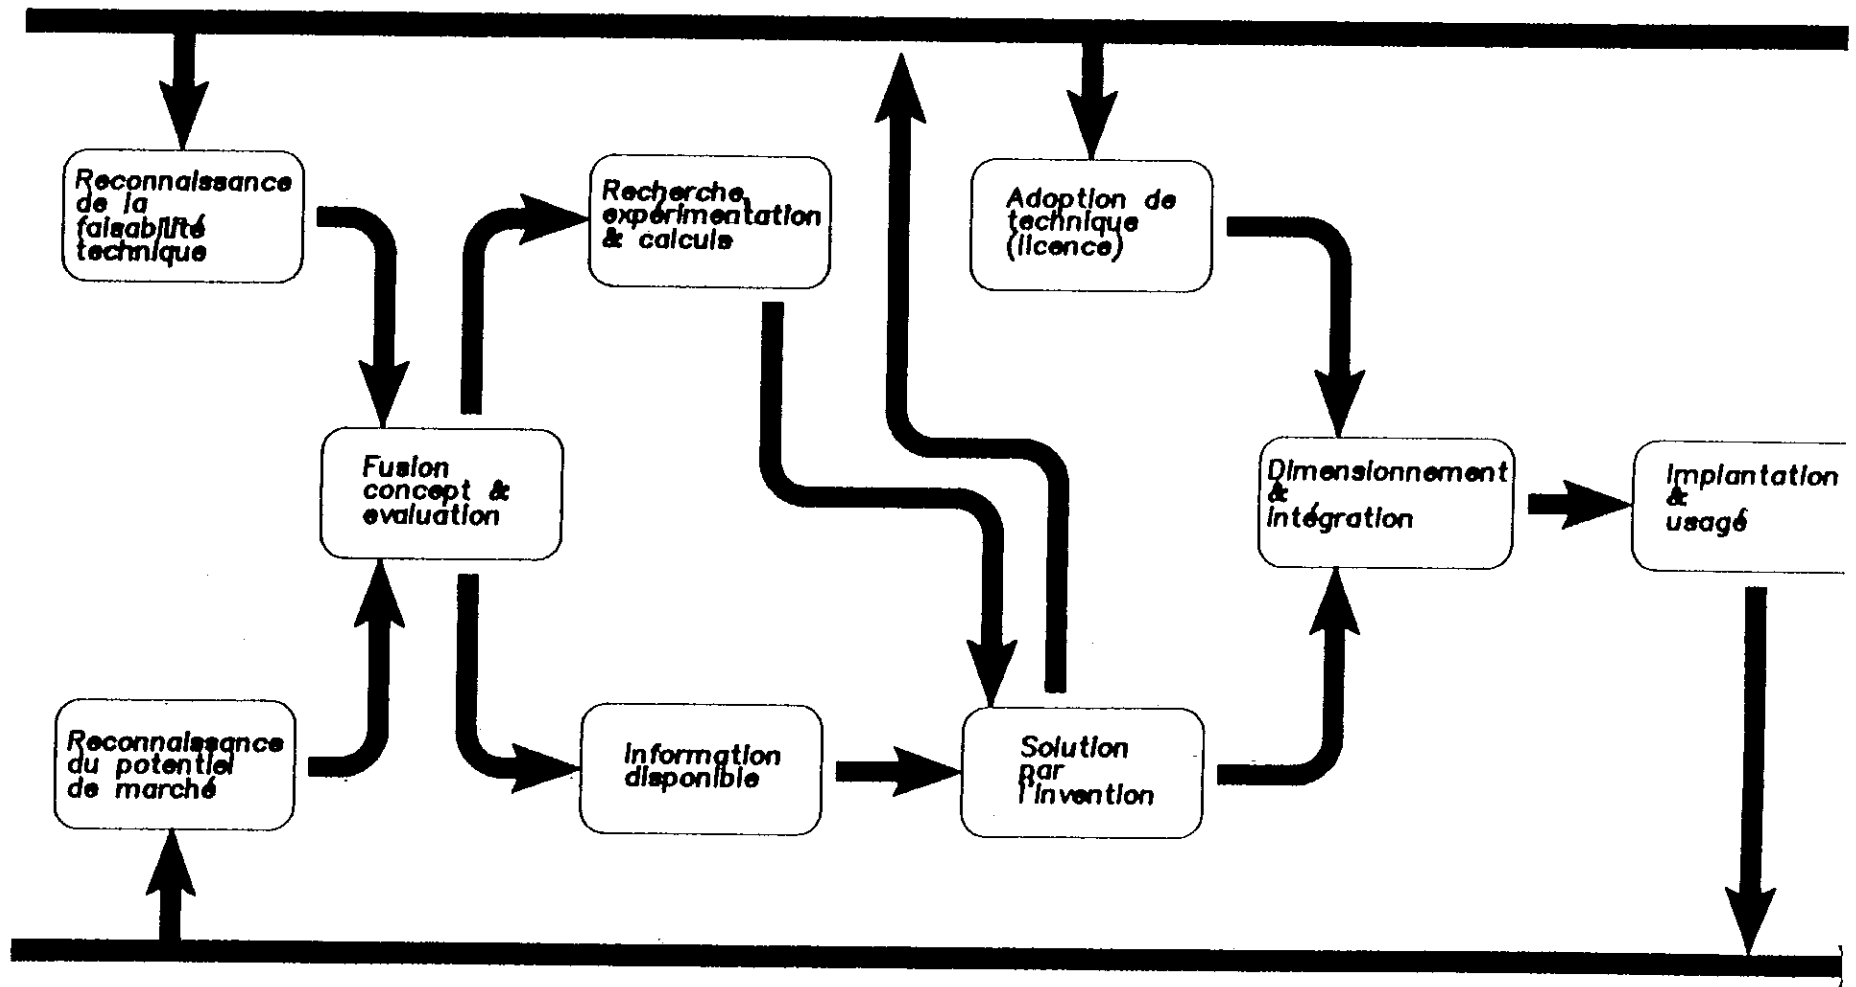 Reconnaissance
de la
faisabilité
technique
Recherche,
expérimentation
& calculs
Adoption de
technique
(licence)
Fusion
concept &
evaluation
Dimensionnement
&
intégration
Implantation
&
usagé
Reconnaissance
du potentiel
de marché
Information
disponible
Solution
par
l'invention